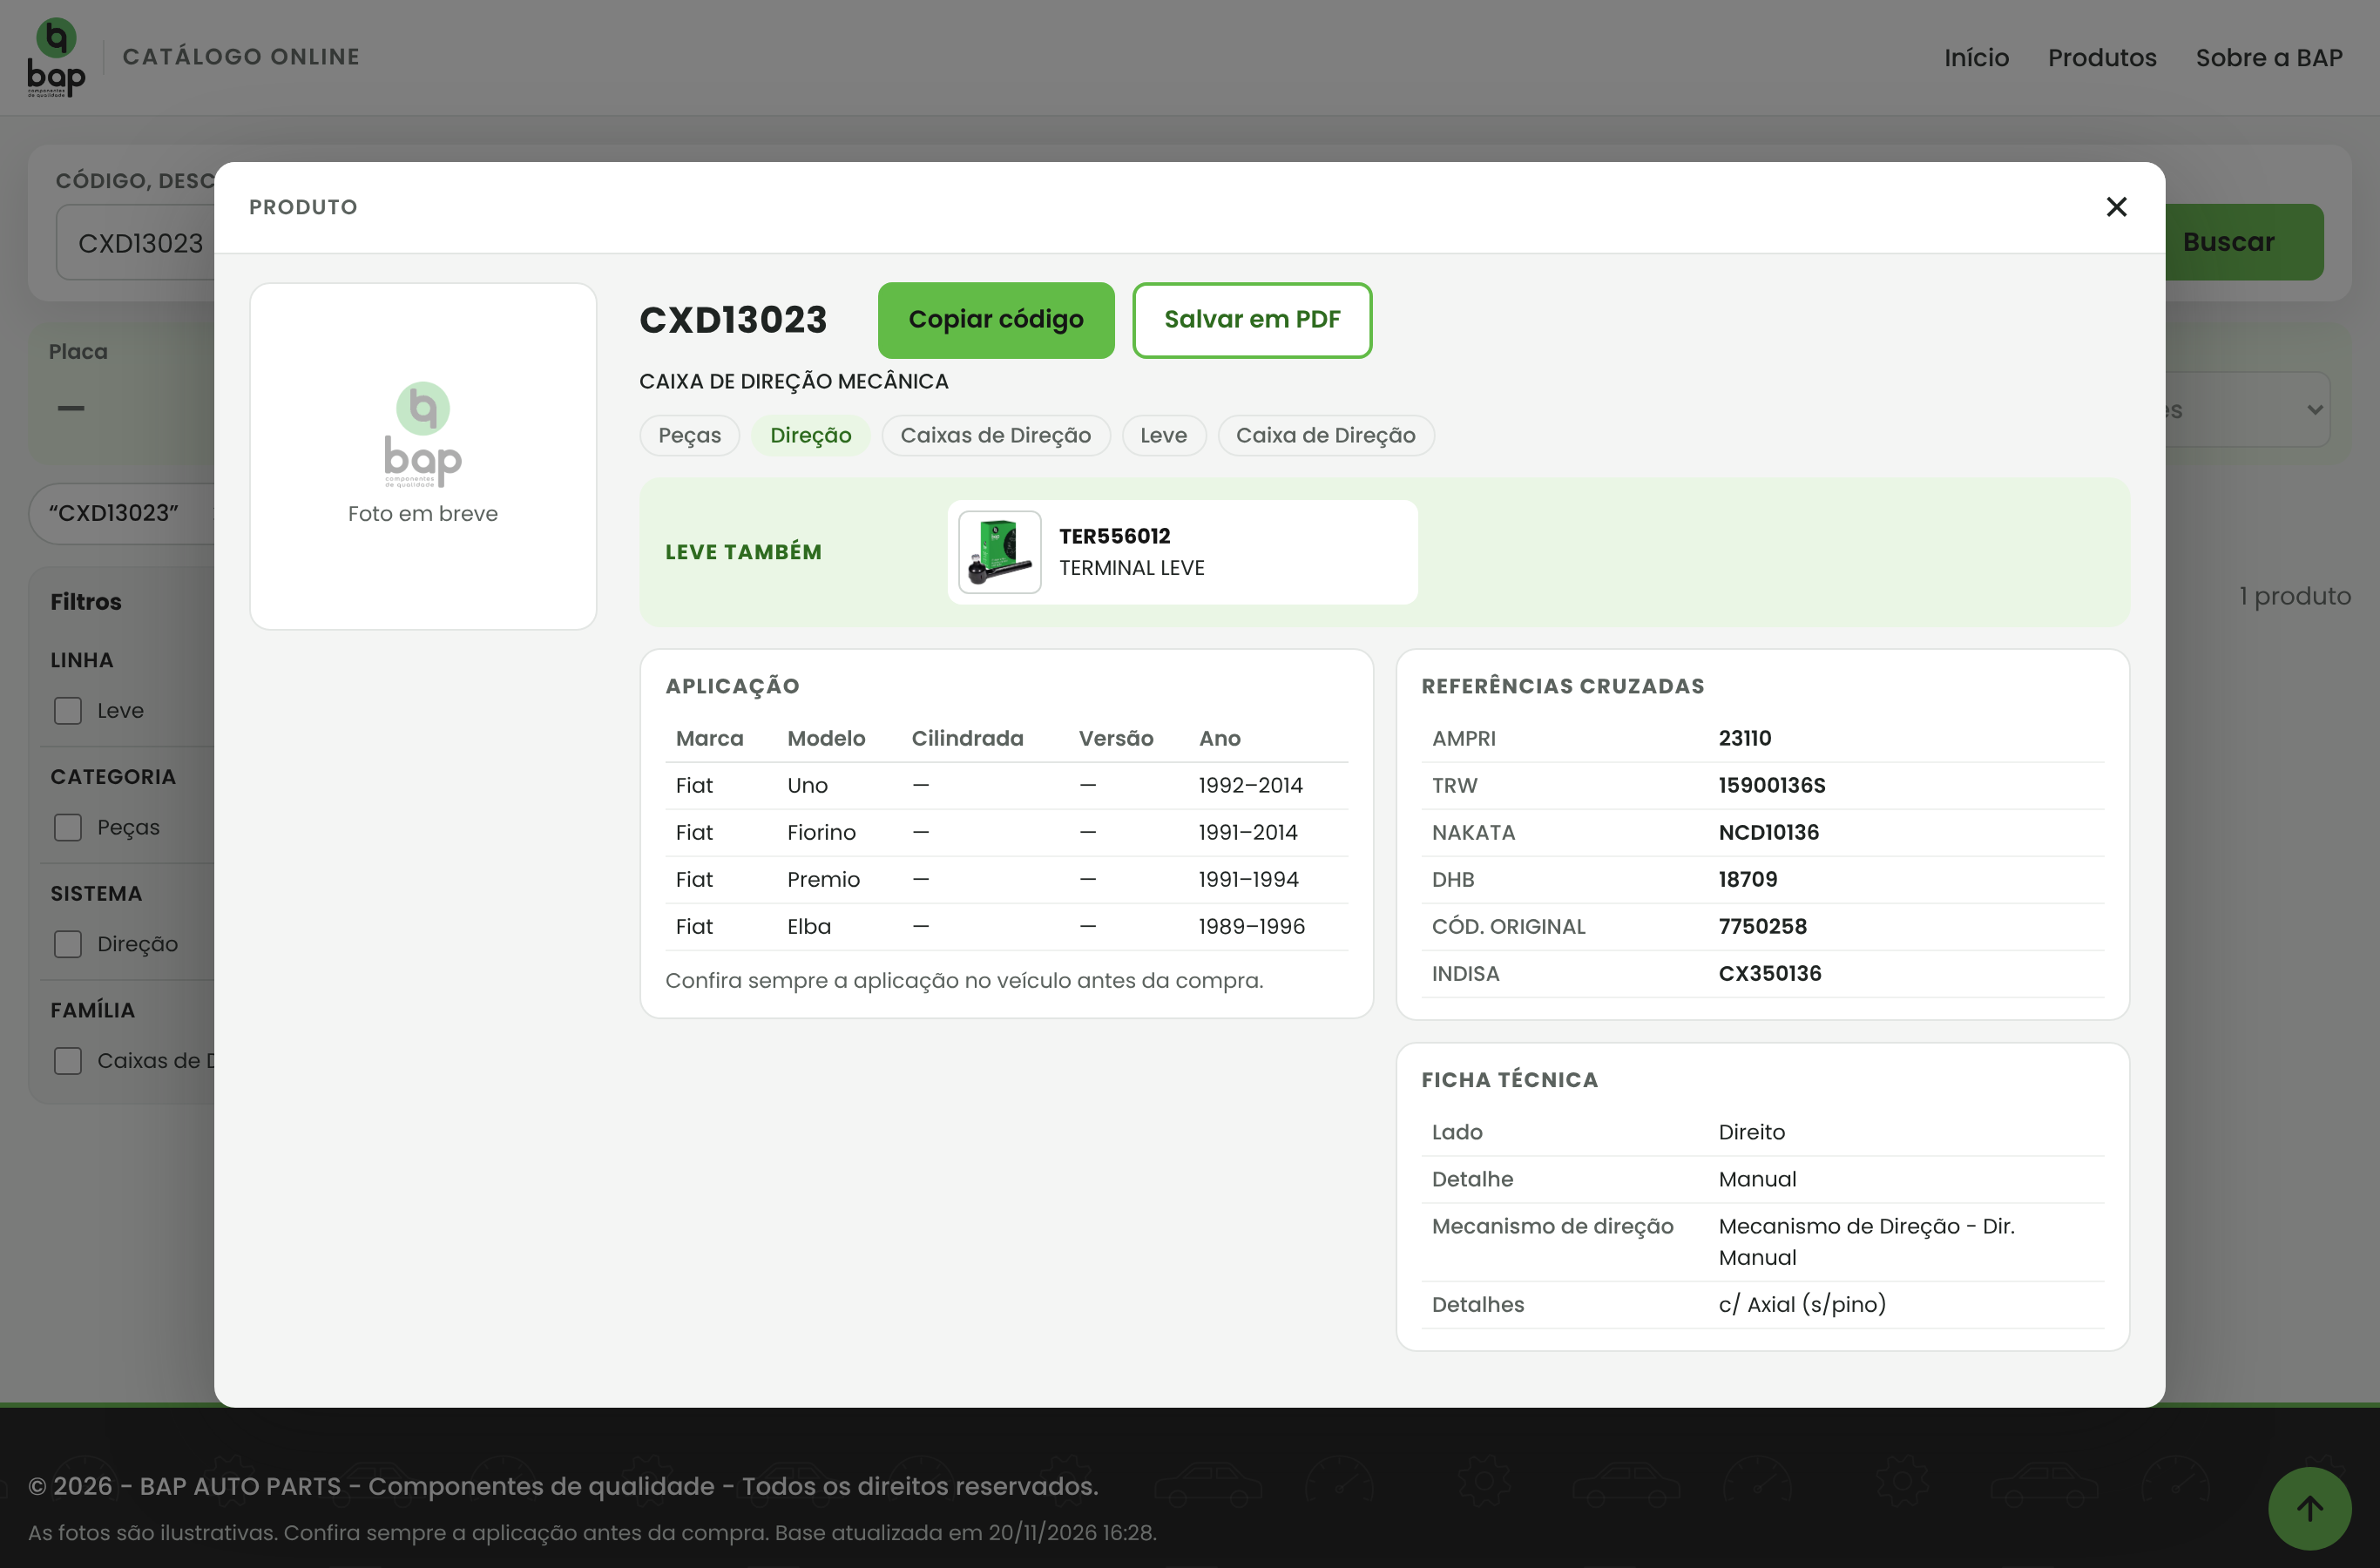 bap
componentes
de qualidade
CATÁLOGO ONLINE
Início
Produtos
Sobre a BAP
CÓDIGO, DESC
CXD13023
Buscar
Placa
—
“CXD13023”
Filtros
LINHA
Leve
CATEGORIA
Peças
SISTEMA
Direção
FAMÍLIA
Caixas de D
1 produto
PRODUTO
bap
componentes
de qualidade
Foto em breve
CXD13023
Copiar código
Salvar em PDF
CAIXA DE DIREÇÃO MECÂNICA
Peças
Direção
Caixas de Direção
Leve
Caixa de Direção
LEVE TAMBÉM
TER556012
TERMINAL LEVE
APLICAÇÃO
Marca Modelo Cilindrada Versão Ano
Fiat Uno — — 1992–2014
Fiat Fiorino — — 1991–2014
Fiat Premio — — 1991–1994
Fiat Elba — — 1989–1996
Confira sempre a aplicação no veículo antes da compra.
REFERÊNCIAS CRUZADAS
AMPRI 23110
TRW 15900136S
NAKATA NCD10136
DHB 18709
CÓD. ORIGINAL 7750258
INDISA CX350136
FICHA TÉCNICA
Lado Direito
Detalhe Manual
Mecanismo de direção Mecanismo de Direção - Dir.
Manual
Detalhes c/ Axial (s/pino)
© 2026 - BAP AUTO PARTS - Componentes de qualidade - Todos os direitos reservados.
As fotos são ilustrativas. Confira sempre a aplicação antes da compra. Base atualizada em 20/11/2026 16:28.